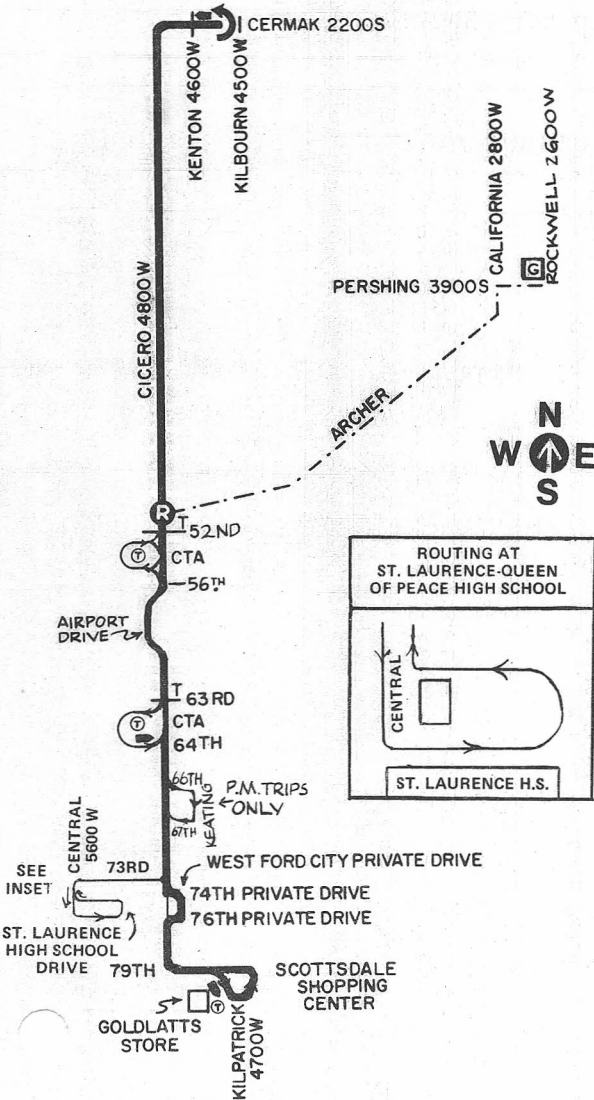 CERMAK 2200S
KENTON 4600W
KILBOURN 4500W
CALIFORNIA 2800W
ROCKWELL 2600W
G
PERSHING 3900S
CICERO 4800W
ARCHER
N
W E
S
R
T
52ND
T
CTA
56TH
AIRPORT
DRIVE
T
63RD
T
CTA
64TH
66TH
KEATING
P.M. TRIPS
ONLY
67TH
CENTRAL
5600 W
73RD
WEST FORD CITY PRIVATE DRIVE
SEE
INSET
74TH PRIVATE DRIVE
76TH PRIVATE DRIVE
ST. LAURENCE
HIGH SCHOOL
DRIVE
79TH
SCOTTSDALE
SHOPPING
CENTER
T
GOLDLATTS
STORE
KILPATRICK
4700W
ROUTING AT
ST. LAURENCE-QUEEN
OF PEACE HIGH SCHOOL
CENTRAL
ST. LAURENCE H.S.